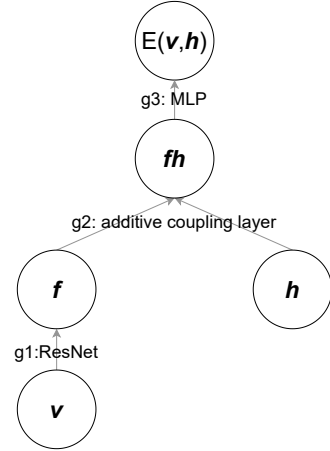 E(v,h)
g3: MLP
fh
g2: additive coupling layer
f
h
g1:ResNet
v